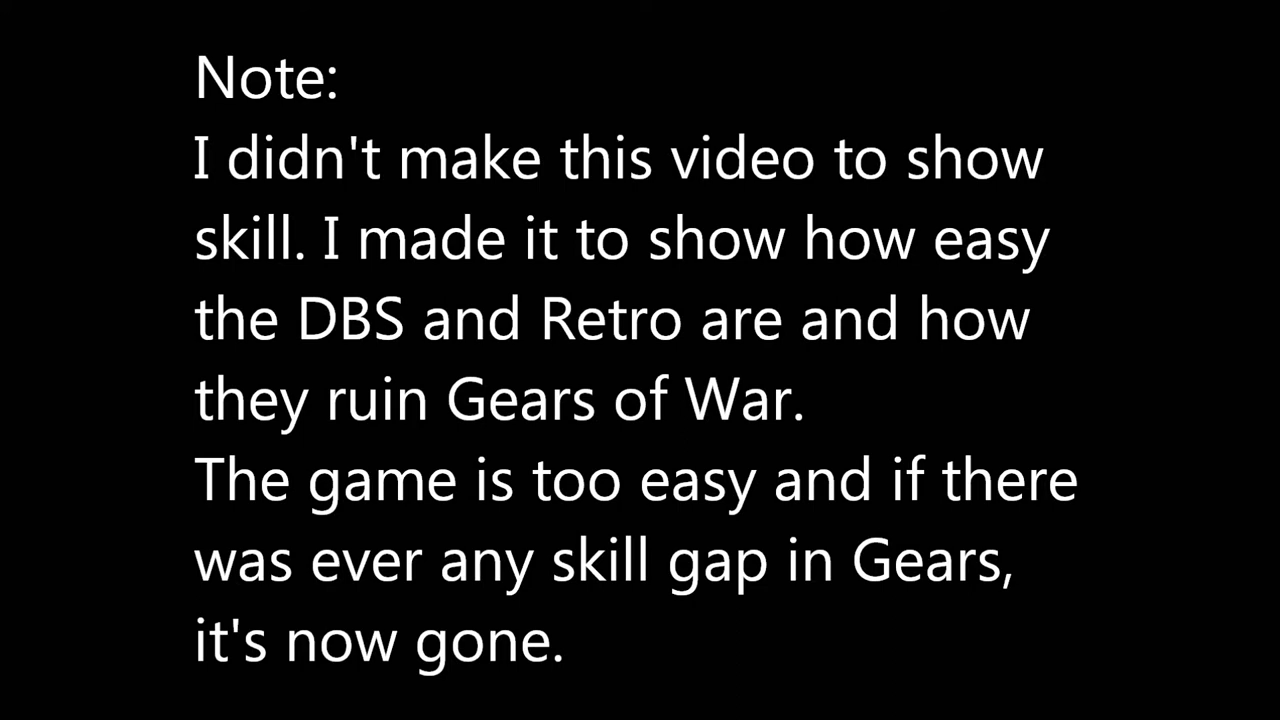 Note:
I didn't make this video to show
skill. I made it to show how easy
the DBS and Retro are and how
they ruin Gears of War.
The game is too easy and if there
was ever any skill gap in Gears,
it's now gone.